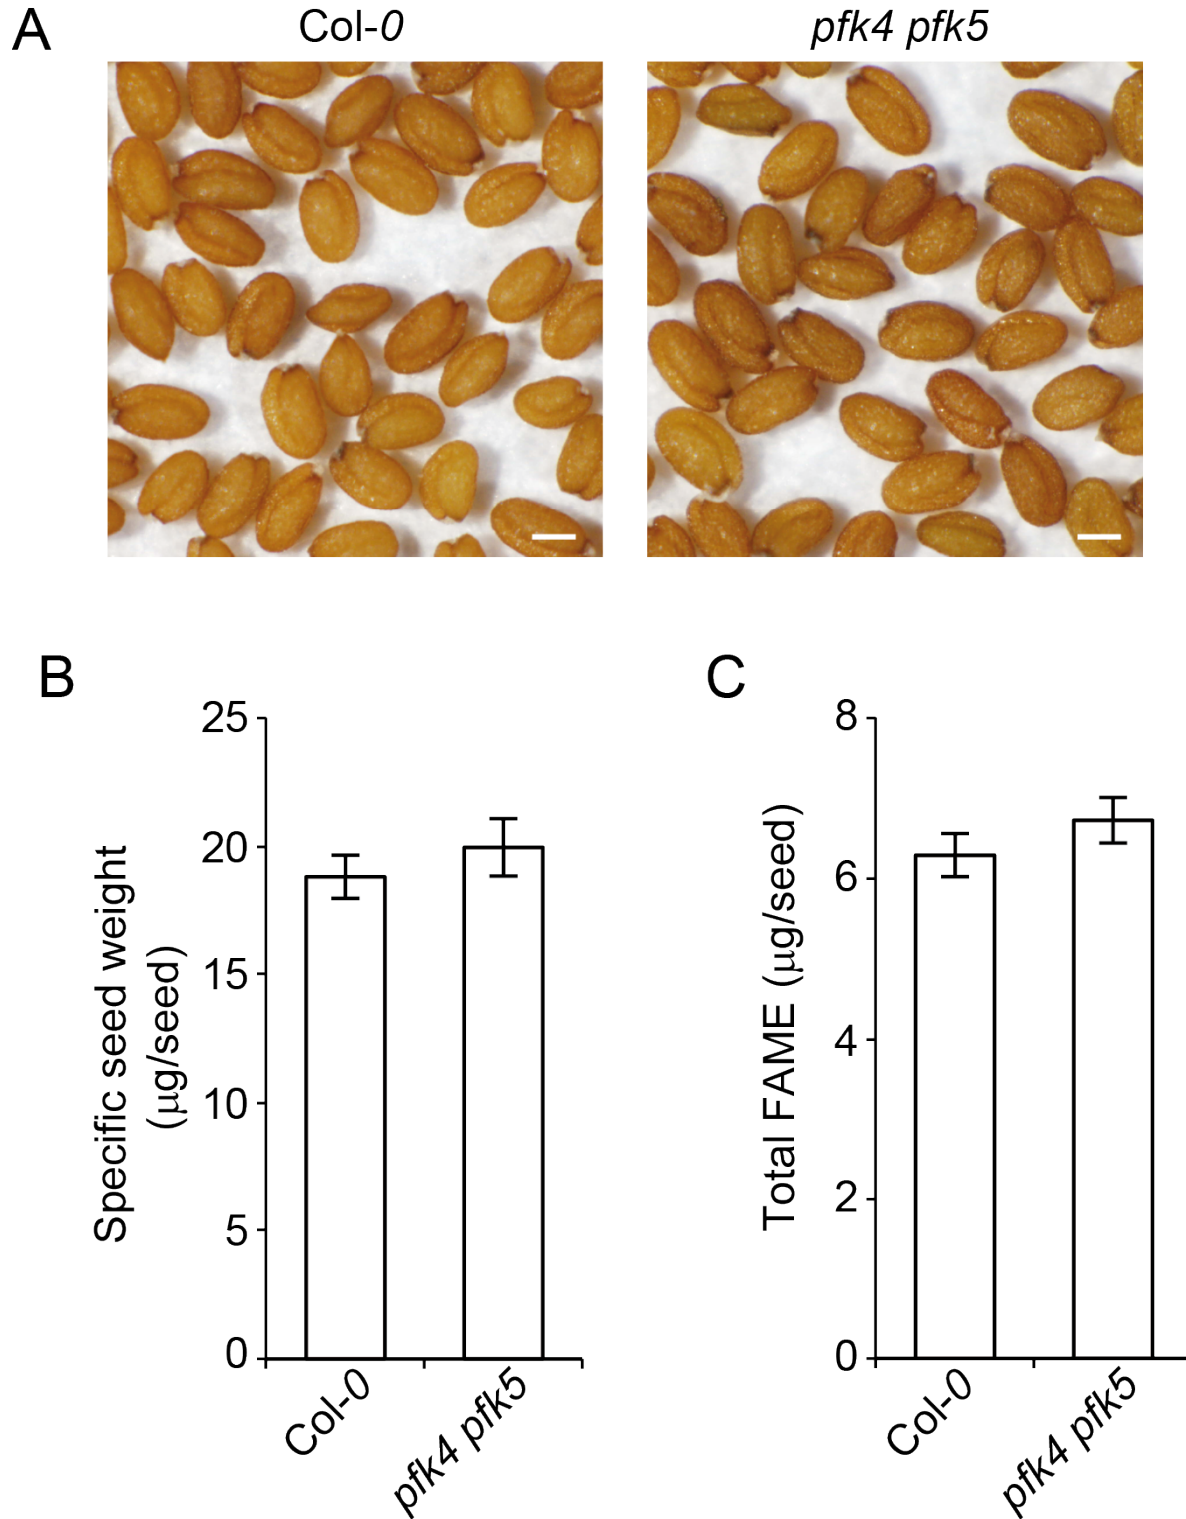 A
Col-0
pfk4 pfk5
B
25
20
15
10
5
0
Specific seed weight
(µg/seed)
Col-0
pfk4 pfk5
C
8
6
4
2
0
Total FAME (µg/seed)
Col-0
pfk4 pfk5